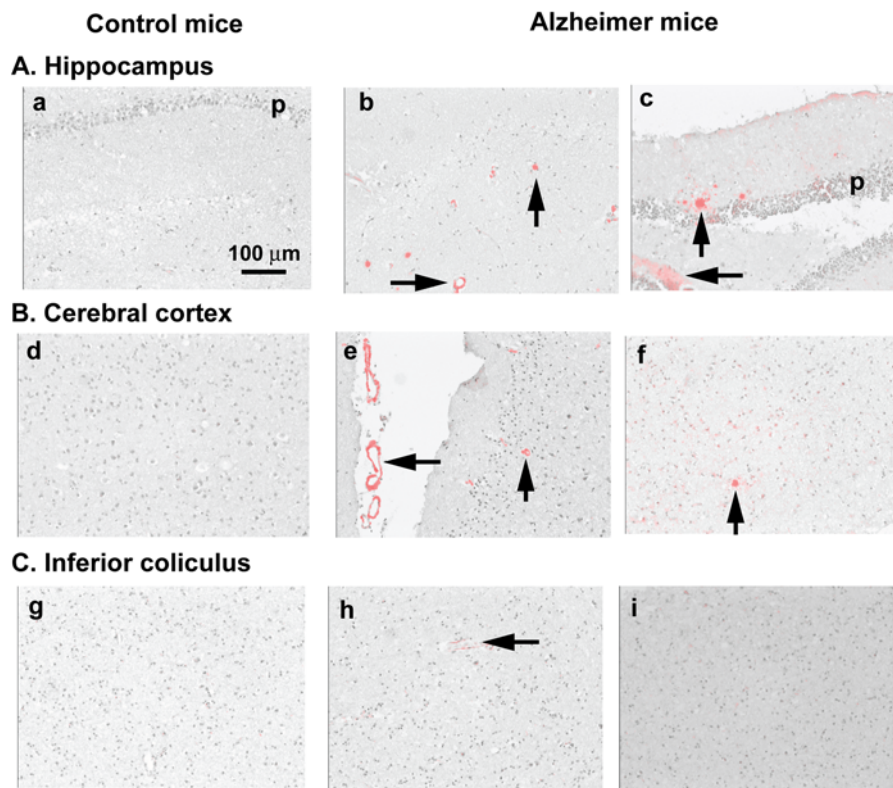 Control mice
Alzheimer mice
A. Hippocampus
a
p
b
c
p
100 μm
B. Cerebral cortex
d
e
f
C. Inferior coliculus
g
h
i